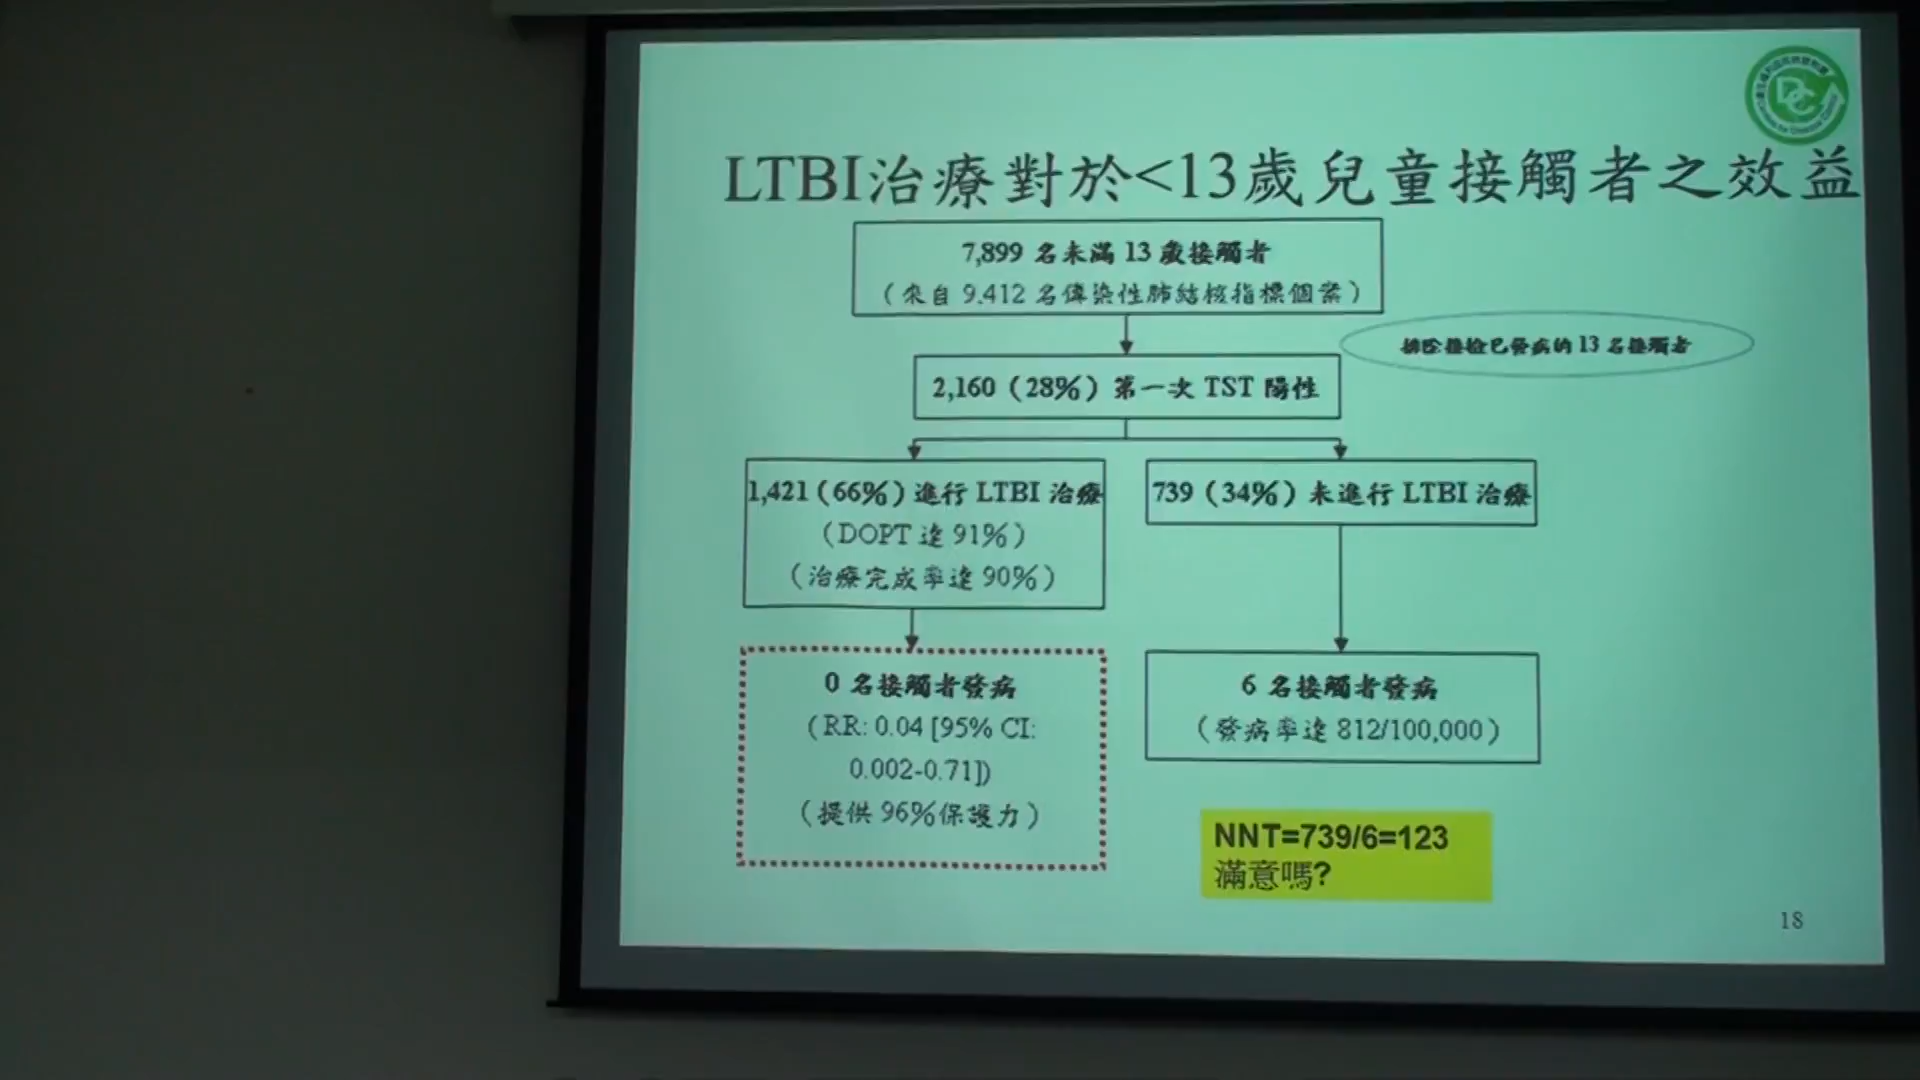 LTBI治療對於<13歲兒童接觸者之效益
7,899 名未滿 13 歲接觸者
（來自 9,412 名傳染性肺結核指標個案）
排除接檢已發病的 13 名接觸者
2,160（28%）第一次 TST 陽性
1,421（66%）進行 LTBI 治療
（DOPT 達 91%）
（治療完成率達 90%）
739（34%）未進行 LTBI 治療
0 名接觸者發病
（RR: 0.04 [95% CI:
0.002-0.71]）
（提供 96%保護力）
6 名接觸者發病
（發病率達 812/100,000）
NNT=739/6=123
滿意嗎?
18